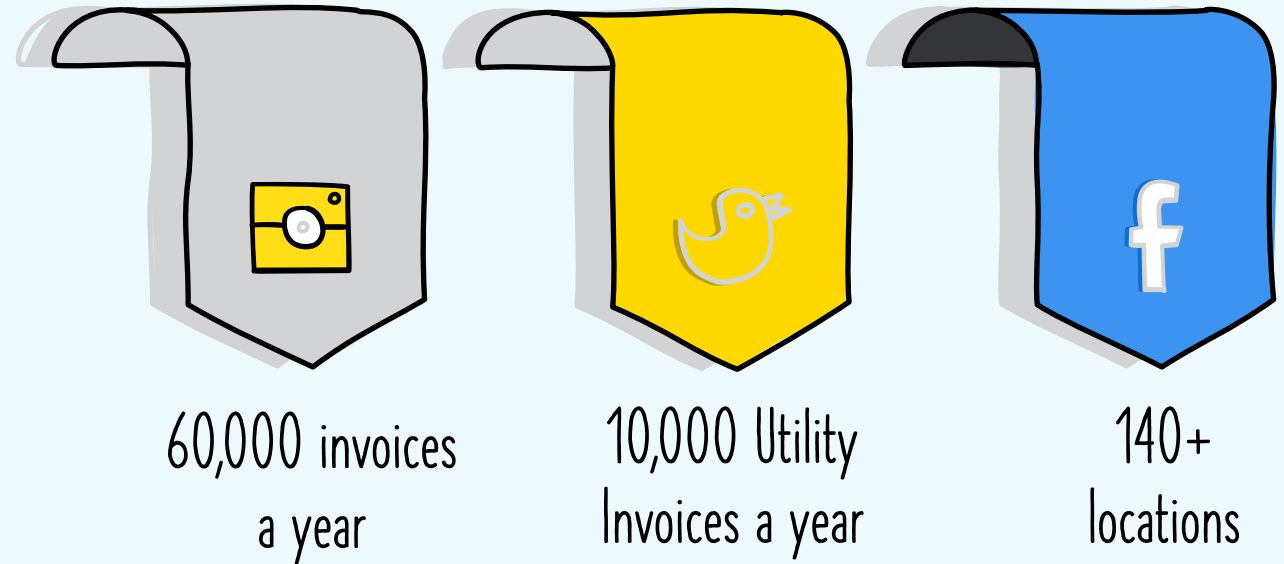 60,000 invoices
a year
10,000 Utility
Invoices a year
140+
locations